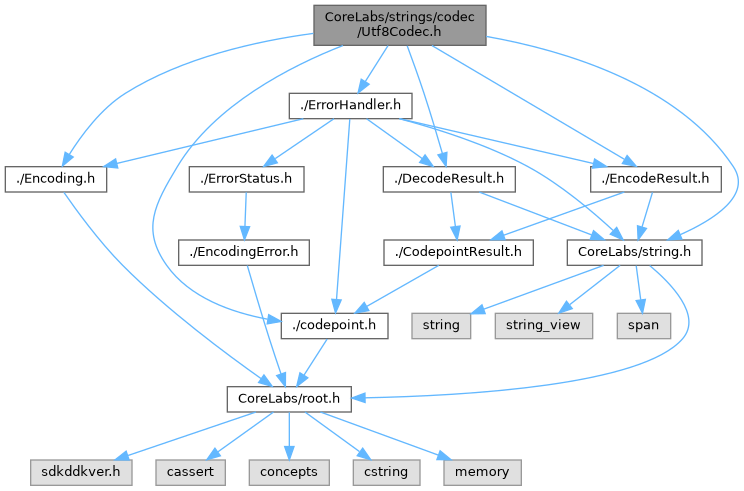 CoreLabs/strings/codec
/Utf8Codec.h
./ErrorHandler.h
./Encoding.h
./ErrorStatus.h
./DecodeResult.h
./EncodeResult.h
./EncodingError.h
./CodepointResult.h
CoreLabs/string.h
./codepoint.h
string
string_view
span
CoreLabs/root.h
sdkddkver.h
cassert
concepts
cstring
memory